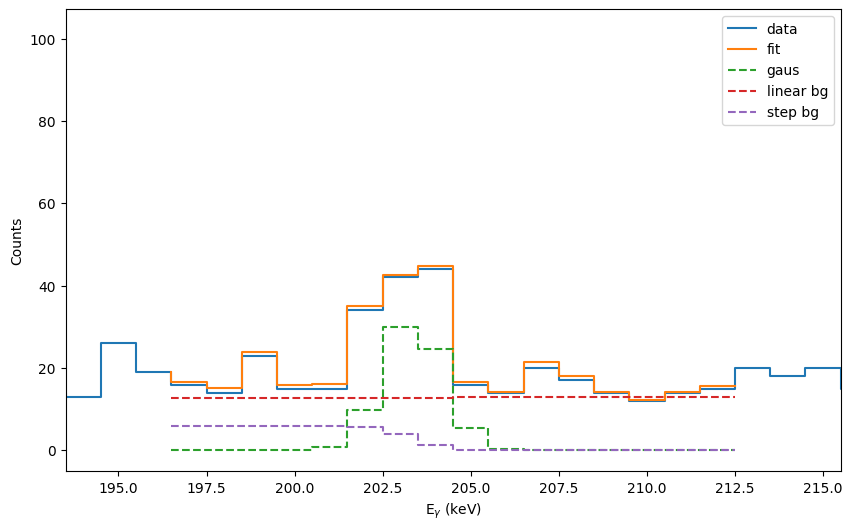 100
80
60
40
20
0
Counts
195.0 197.5 200.0 202.5 205.0 207.5 210.0 212.5 215.0
Eγ (keV)
data
fit
gaus
linear bg
step bg